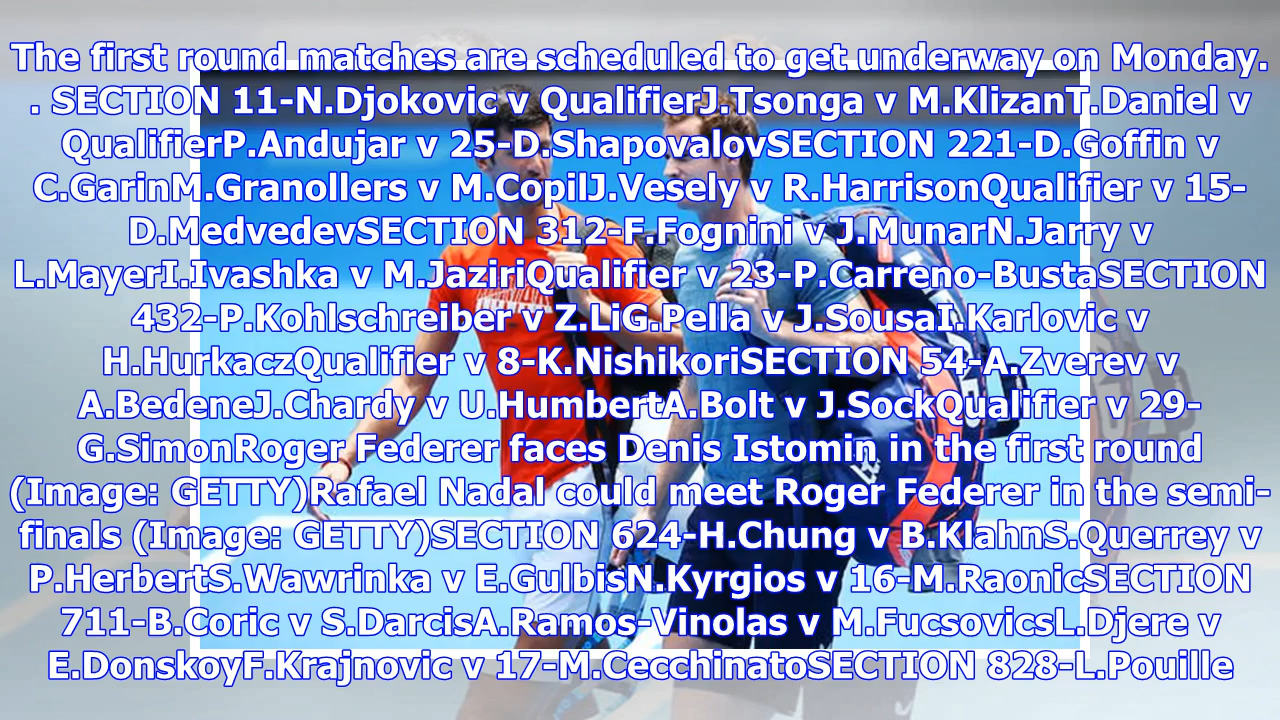 The first round matches are scheduled to get underway on Monday.
. SECTION 11-N.Djokovic v QualifierJ.Tsonga v M.KlizanT.Daniel v
QualifierP.Andujar v 25-D.ShapovalovSECTION 221-D.Goffin v
C.GarinM.Granollers v M.CopilJ.Vesely v R.HarrisonQualifier v 15-
D.MedvedevSECTION 312-F.Fognini v J.MunarN.Jarry v
L.MayerI.Ivashka v M.JaziriQualifier v 23-P.Carreno-BustaSECTION
432-P.Kohlschreiber v Z.LiG.Pella v J.SousaI.Karlovic v
H.HurkaczQualifier v 8-K.NishikoriSECTION 54-A.Zverev v
A.BedeneJ.Chardy v U.HumbertA.Bolt v J.SockQualifier v 29-
G.SimonRoger Federer faces Denis Istomin in the first round
(Image: GETTY)Rafael Nadal could meet Roger Federer in the semi-
finals (Image: GETTY)SECTION 624-H.Chung v B.KlahnS.Querrey v
P.HerbertS.Wawrinka v E.GulbisN.Kyrgios v 16-M.RaonicSECTION
711-B.Coric v S.DarcisA.Ramos-Vinolas v M.FucsovicsL.Djere v
E.DonskoyF.Krajnovic v 17-M.CecchinatoSECTION 828-L.Pouille